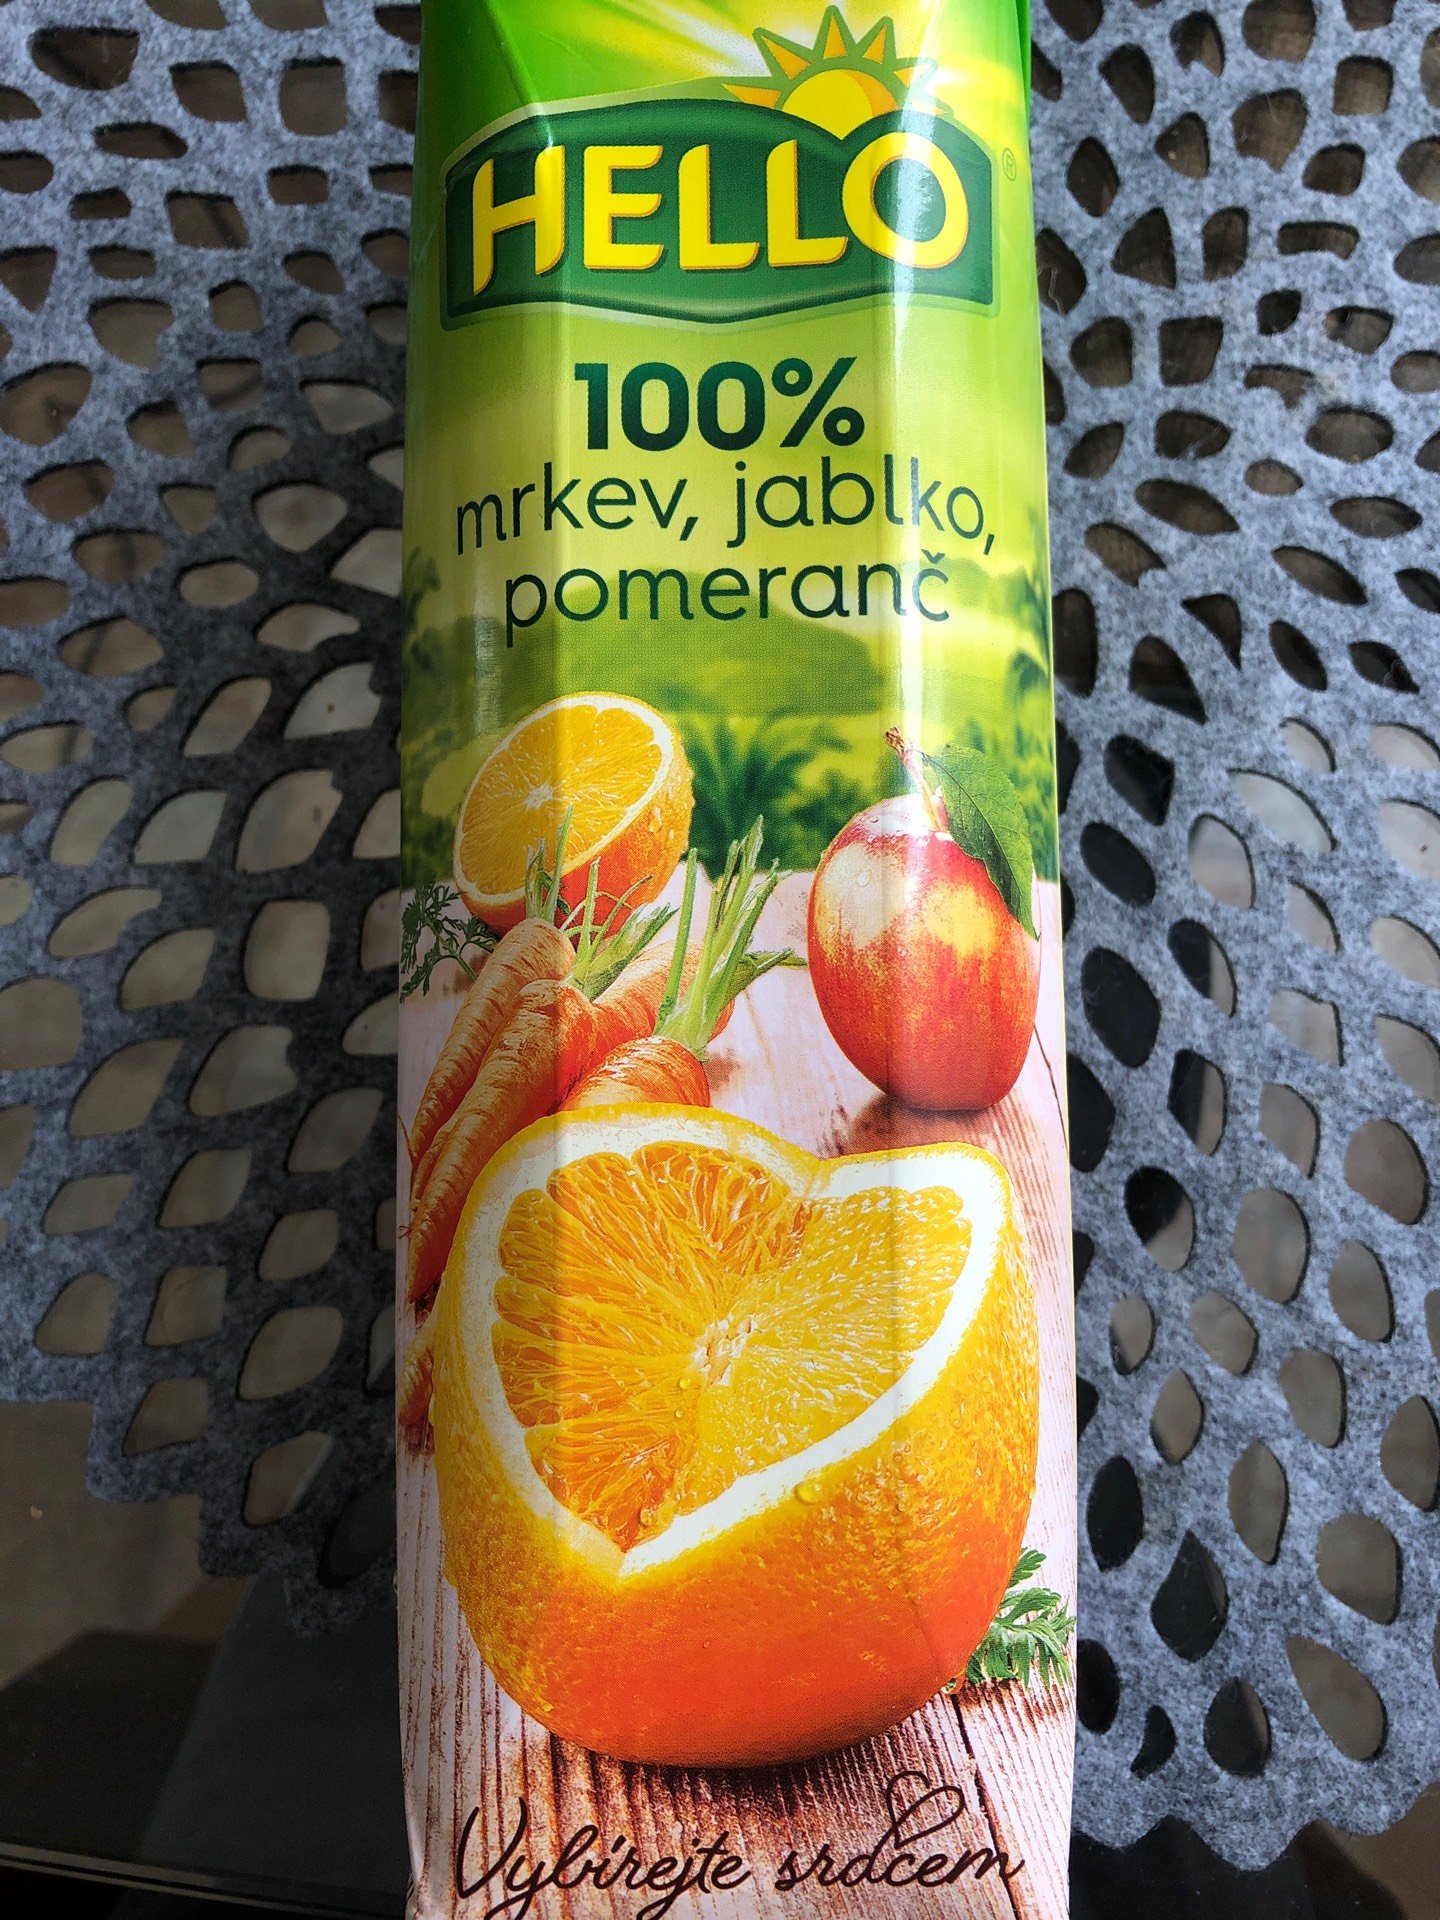 HELLO
®
100%
mrkev, jablko,
pomeranč
Vybírejte srdcem